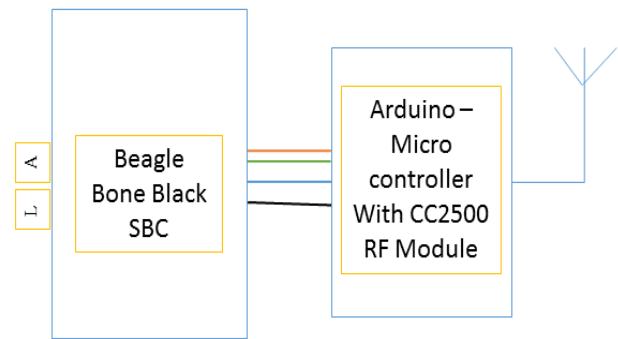 A
L
Beagle
Bone Black
SBC
Arduino –
Micro
controller
With CC2500
RF Module